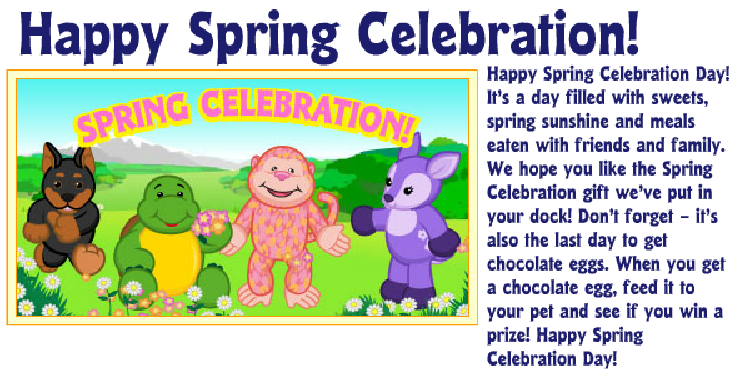 Happy Spring Celebration!
SPRING CELEBRATION!
Happy Spring Celebration Day!
It's a day filled with sweets,
spring sunshine and meals
eaten with friends and family.
We hope you like the Spring
Celebration gift we've put in
your dock! Don't forget – it's
also the last day to get
chocolate eggs. When you get
a chocolate egg, feed it to
your pet and see if you win a
prize! Happy Spring
Celebration Day!